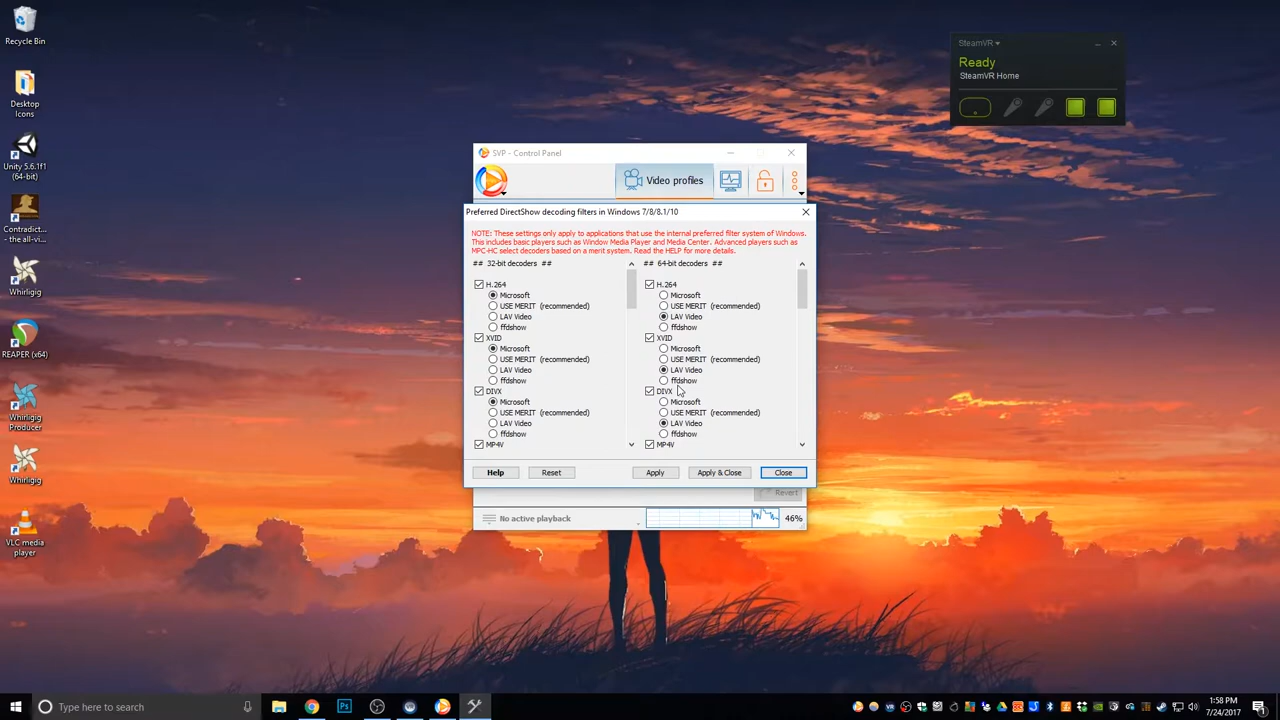 Recycle Bin
Desktop
Icons
Unity 5.6.1f1
(64-bit)
Contradict...
the all-vi...
Whirligig
REAPER (x64)
Whirligig
Producer
Whirligig
VLC media
player
SteamVR
Ready
SteamVR Home
SVP - Control Panel
Video profiles
Preferred DirectShow decoding filters in Windows 7/8/8.1/10
NOTE: These settings only apply to applications that use the internal preferred filter system of Windows.
This includes basic players such as Window Media Player and Media Center. Advanced players such as
MPC-HC select decoders based on a merit system. Read the HELP for more details.
## 32-bit decoders ##
H.264
Microsoft
USE MERIT (recommended)
LAV Video
ffdshow
XVID
Microsoft
USE MERIT (recommended)
LAV Video
ffdshow
DIVX
Microsoft
USE MERIT (recommended)
LAV Video
ffdshow
MP4V
## 64-bit decoders ##
H.264
Microsoft
USE MERIT (recommended)
LAV Video
ffdshow
XVID
Microsoft
USE MERIT (recommended)
LAV Video
ffdshow
DIVX
Microsoft
USE MERIT (recommended)
LAV Video
ffdshow
MP4V
Help
Reset
Apply
Apply & Close
Close
Revert
No active playback
46%
Type here to search
Ps
1:58 PM
7/24/2017